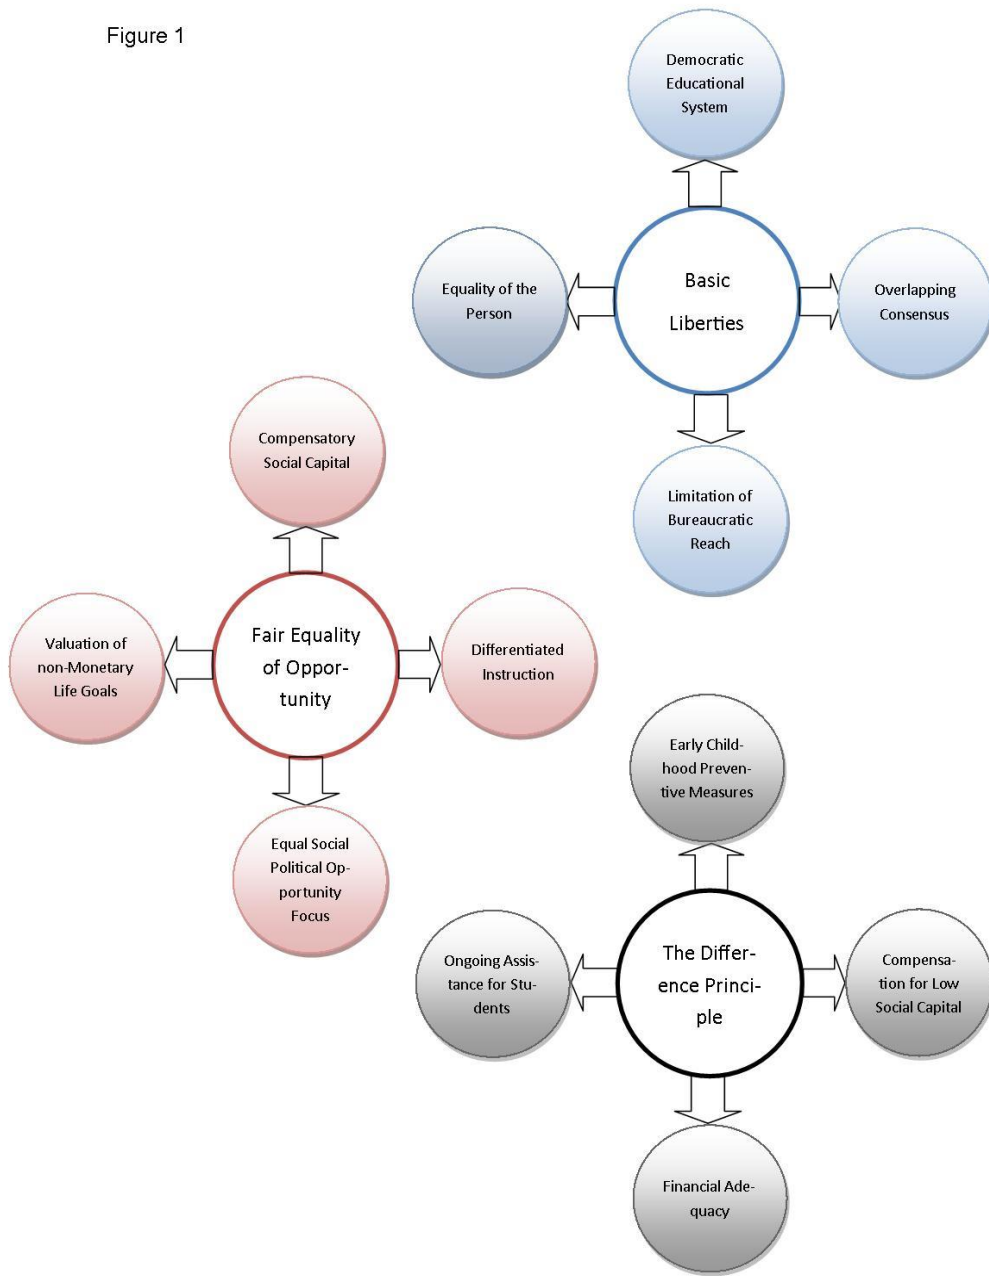 Figure 1
Democratic
Educational
System
Equality of the
Person
Basic
Liberties
Overlapping
Consensus
Limitation of
Bureaucratic
Reach
Compensatory
Social Capital
Valuation of
non-Monetary
Life Goals
Fair Equality
of Oppor-
tunity
Differentiated
Instruction
Equal Social
Political Op-
portunity
Focus
Early Child-
hood Preven-
tive Measures
Ongoing Assis-
tance for Stu-
dents
The Differ-
ence Princi-
ple
Compensa-
tion for Low
Social Capital
Financial Ade-
quacy